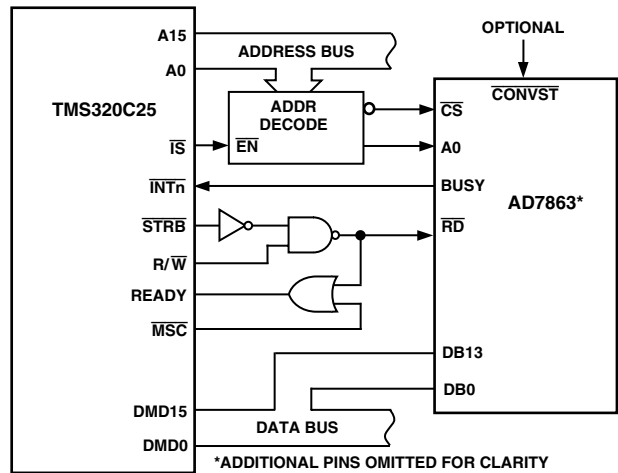 A15
ADDRESS BUS
OPTIONAL
A0
TMS320C25
ADDR
DECODE
CONVST
CS
IS
EN
A0
INTn
BUSY
AD7863*
STRB
RD
R/W
READY
MSC
DB13
DB0
DMD15
DATA BUS
DMD0
*ADDITIONAL PINS OMITTED FOR CLARITY